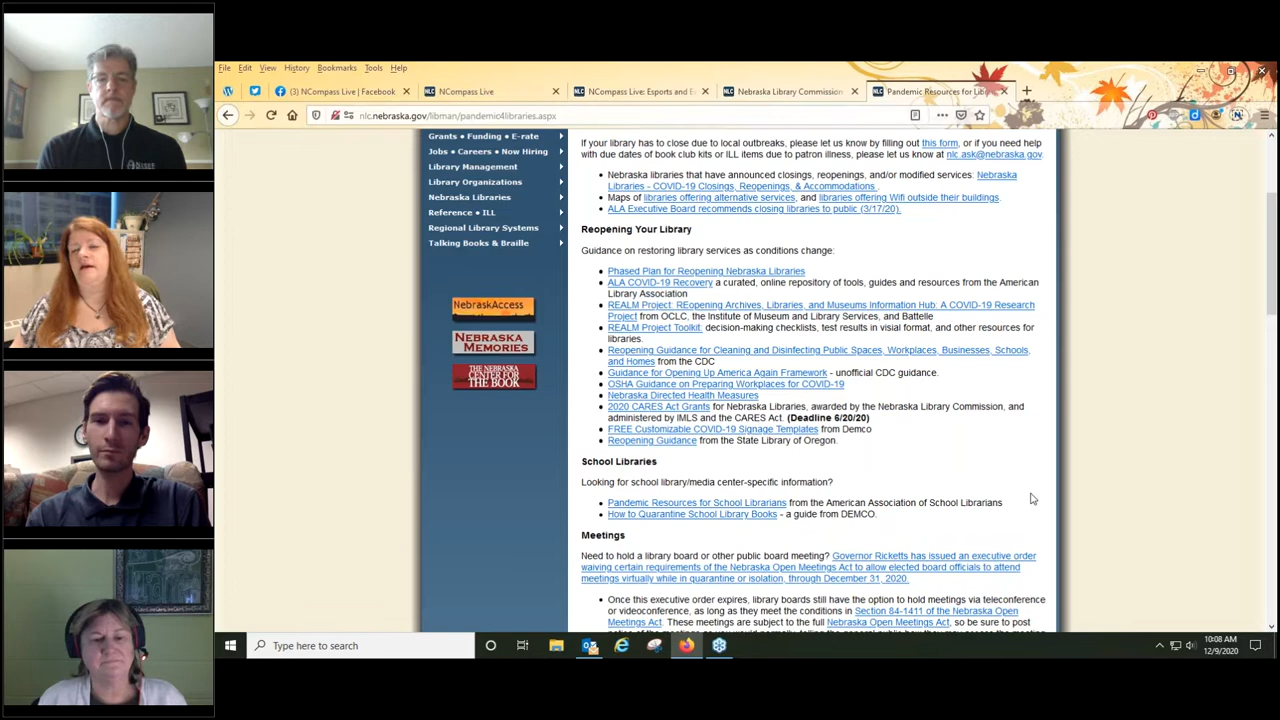 File Edit View History Bookmarks Tools Help
(3) NCompass Live | Facebook
NCompass Live
NCompass Live: Esports and E
Nebraska Library Commission
Pandemic Resources for Lib
nlc.nebraska.gov/libman/pandemic4libraries.aspx
Grants • Funding • E-rate
Jobs • Careers • Now Hiring
Library Management
Library Organizations
Nebraska Libraries
Reference • ILL
Regional Library Systems
Talking Books & Braille
NebraskAccess
NEBRASKA
MEMORIES
THE NEBRASKA
CENTER FOR
THE BOOK
If your library has to close due to local outbreaks, please let us know by filling out this form, or if you need help
with due dates of book club kits or ILL items due to patron illness, please let us know at nlc.ask@nebraska.gov.
• Nebraska libraries that have announced closings, reopenings, and/or modified services: Nebraska
Libraries - COVID-19 Closings, Reopenings, & Accommodations .
• Maps of libraries offering alternative services, and libraries offering Wifi outside their buildings.
• ALA Executive Board recommends closing libraries to public (3/17/20).
Reopening Your Library
Guidance on restoring library services as conditions change:
• Phased Plan for Reopening Nebraska Libraries
• ALA COVID-19 Recovery a curated, online repository of tools, guides and resources from the American
Library Association
• REALM Project: REopening Archives, Libraries, and Museums Information Hub: A COVID-19 Research
Project from OCLC, the Institute of Museum and Library Services, and Battelle
• REALM Project Toolkit: decision-making checklists, test results in visial format, and other resources for
libraries.
• Reopening Guidance for Cleaning and Disinfecting Public Spaces, Workplaces, Businesses, Schools,
and Homes from the CDC
• Guidance for Opening Up America Again Framework - unofficial CDC guidance.
• OSHA Guidance on Preparing Workplaces for COVID-19
• Nebraska Directed Health Measures
• 2020 CARES Act Grants for Nebraska Libraries, awarded by the Nebraska Library Commission, and
administered by IMLS and the CARES Act. (Deadline 6/20/20)
• FREE Customizable COVID-19 Signage Templates from Demco
• Reopening Guidance from the State Library of Oregon.
School Libraries
Looking for school library/media center-specific information?
• Pandemic Resources for School Librarians from the American Association of School Librarians
• How to Quarantine School Library Books - a guide from DEMCO.
Meetings
Need to hold a library board or other public board meeting? Governor Ricketts has issued an executive order
waiving certain requirements of the Nebraska Open Meetings Act to allow elected board officials to attend
meetings virtually while in quarantine or isolation, through December 31, 2020.
• Once this executive order expires, library boards still have the option to hold meetings via teleconference
or videoconference, as long as they meet the conditions in Section 84-1411 of the Nebraska Open
Meetings Act. These meetings are subject to the full Nebraska Open Meetings Act, so be sure to post
Type here to search
10:08 AM
12/9/2020